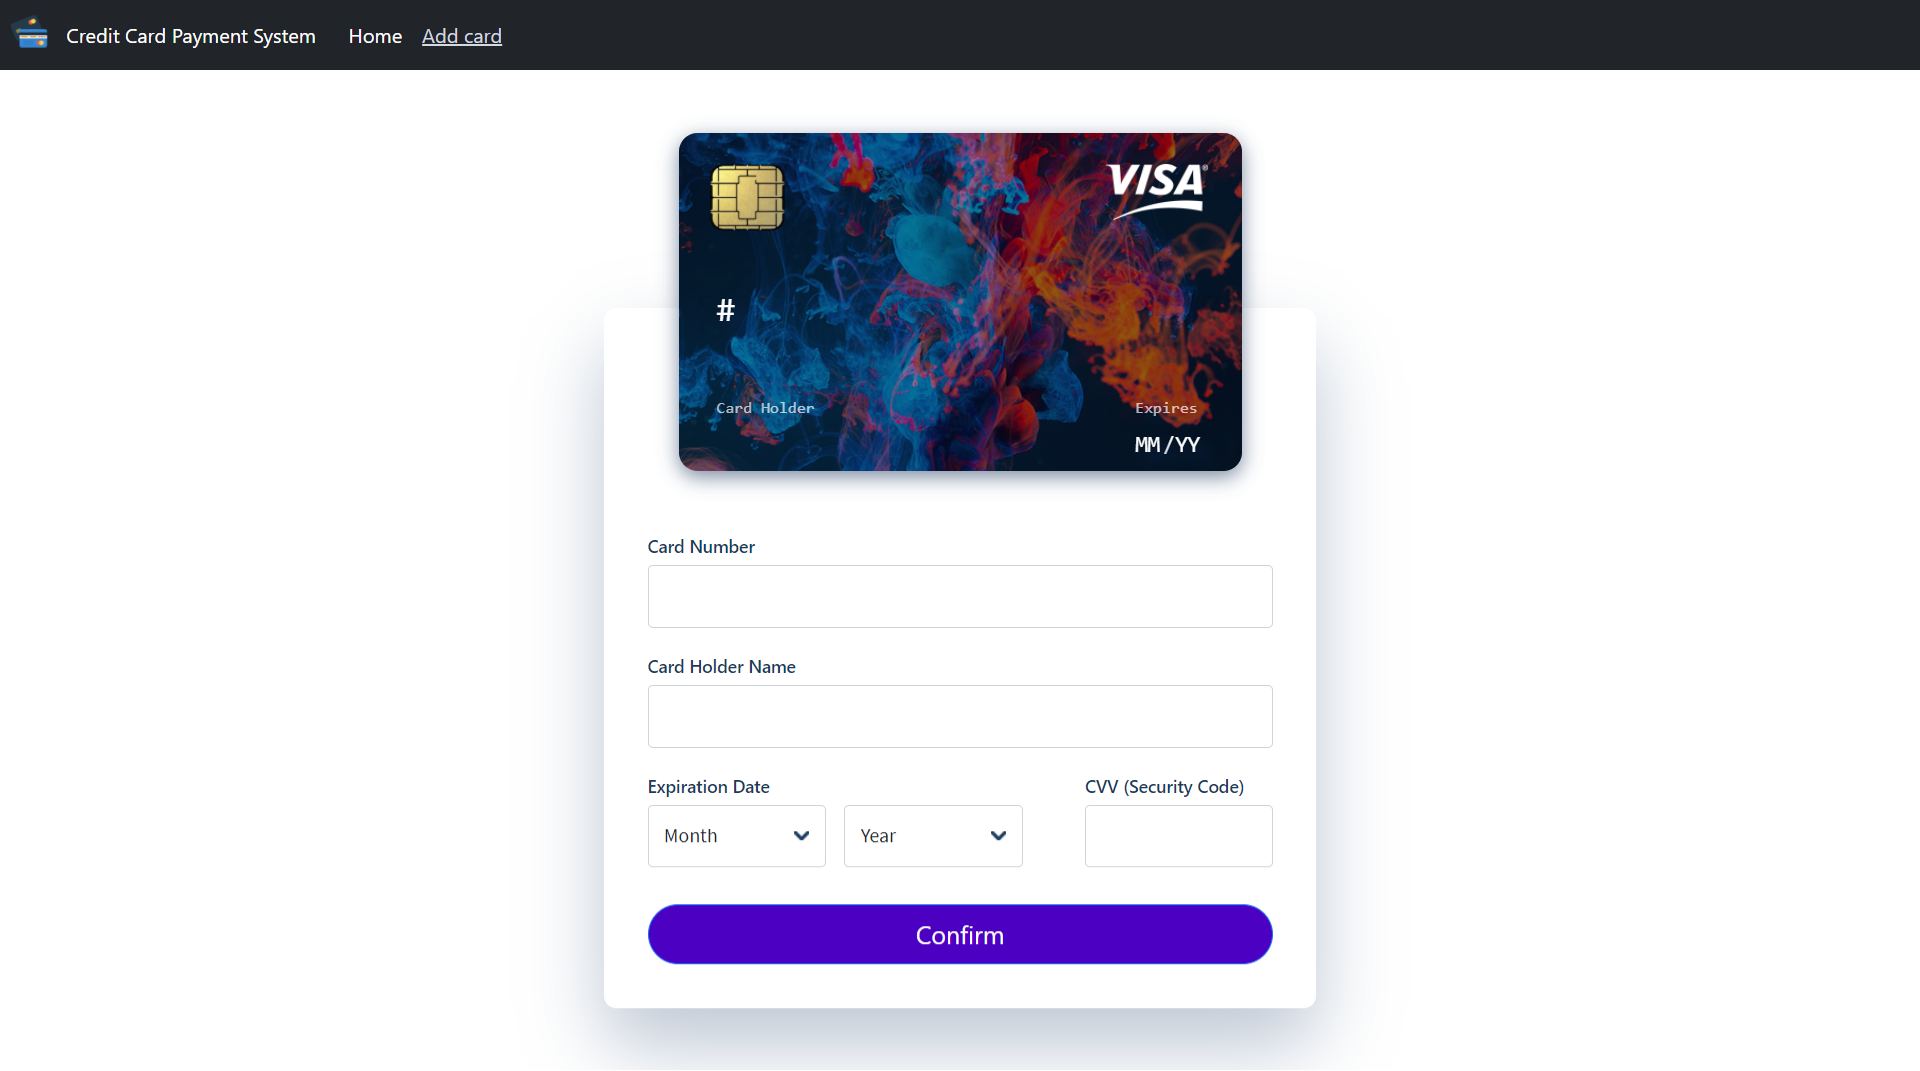 Credit Card Payment System Home Add card
VISA®
#
Card Holder Expires
MM/YY
Card Number
Card Holder Name
Expiration Date CVV (Security Code)
Month Year
Confirm